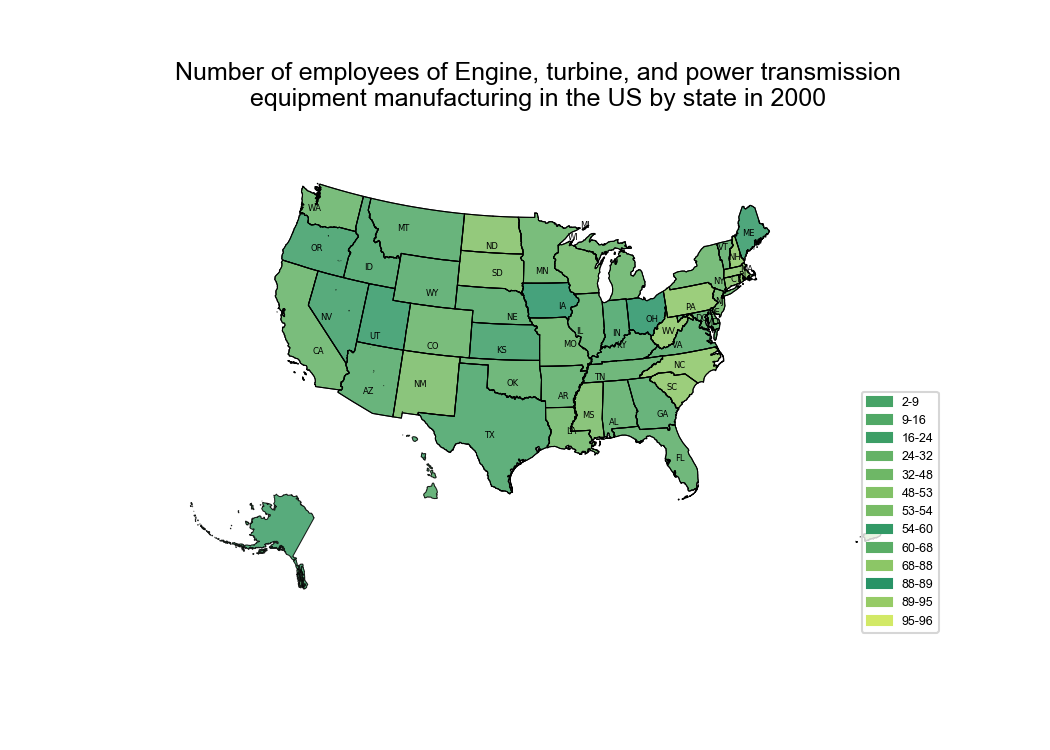 Number of employees of Engine, turbine, and power transmission
equipment manufacturing in the US by state in 2000
WA
MT
ND
MN
WI
MI
ME
VT
NH
OR
ID
SD
NY
WY
IA
PA
NJ
NV
UT
NE
IL
IN
OH
WV
VA
KY
CA
CO
KS
MO
NC
TN
SC
AZ
NM
OK
AR
MS
AL
GA
TX
LA
FL
2-9
9-16
16-24
24-32
32-48
48-53
53-54
54-60
60-68
68-88
88-89
89-95
95-96